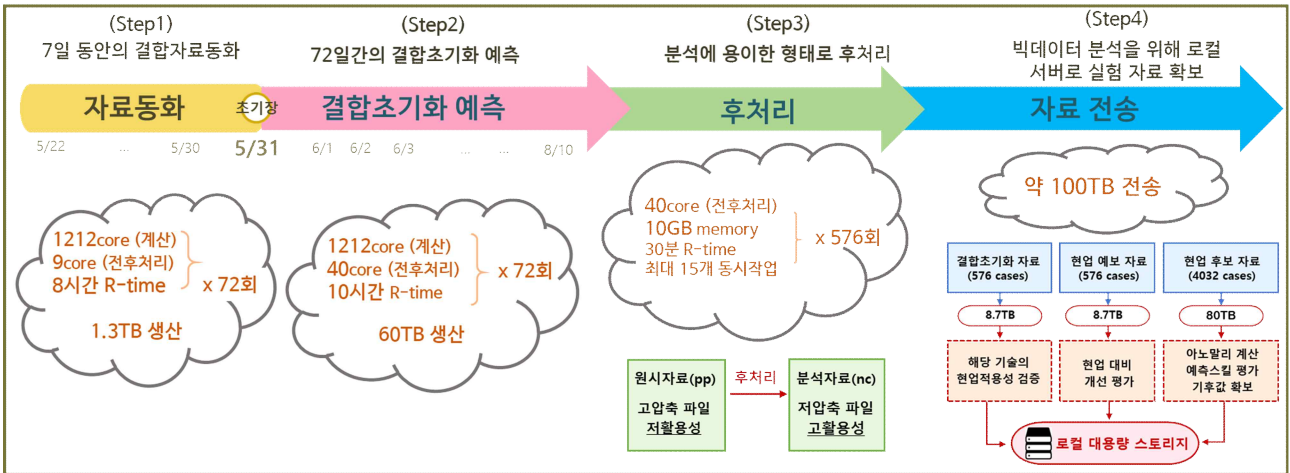 (Step1)
7일 동안의 결합자료동화
자료동화
초기장
5/22
...
5/30
5/31
1212core (계산)
9core (전후처리)
8시간 R-time
x 72회
1.3TB 생산
(Step2)
72일간의 결합초기화 예측
결합초기화 예측
6/1
6/2
6/3
...
...
8/10
1212core (계산)
40core (전후처리)
10시간 R-time
x 72회
60TB 생산
(Step3)
분석에 용이한 형태로 후처리
후처리
40core (전후처리)
10GB memory
30분 R-time
최대 15개 동시작업
x 576회
원시자료(pp)
고압축 파일
저활용성
후처리
분석자료(nc)
저압축 파일
고활용성
(Step4)
빅데이터 분석을 위해 로컬
서버로 실험 자료 확보
자료 전송
약 100TB 전송
결합초기화 자료
(576 cases)
8.7TB
해당 기술의
현업적용성 검증
현업 예보 자료
(576 cases)
8.7TB
현업 대비
개선 평가
현업 후보 자료
(4032 cases)
80TB
아노말리 계산
예측스킬 평가
기후값 확보
로컬 대용량 스토리지